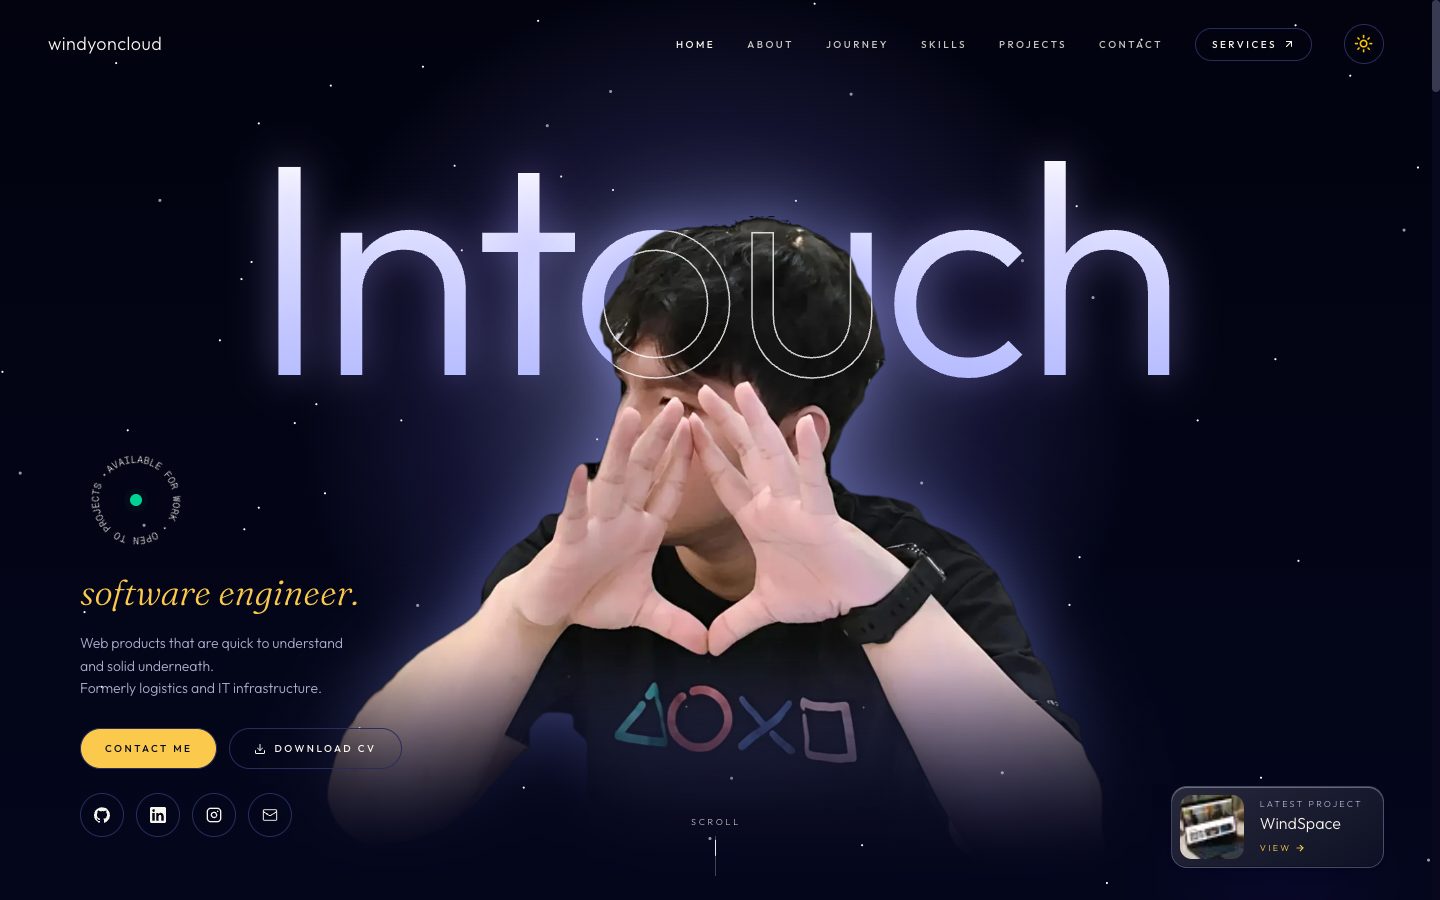 windyoncloud
HOME
ABOUT
JOURNEY
SKILLS
PROJECTS
CONTACT
SERVICES
Intouch
AVAILABLE FOR WORK • OPEN TO PROJECTS •
software engineer.
Web products that are quick to understand
and solid underneath.
Formerly logistics and IT infrastructure.
CONTACT ME
DOWNLOAD CV
SCROLL
LATEST PROJECT
WindSpace
VIEW →